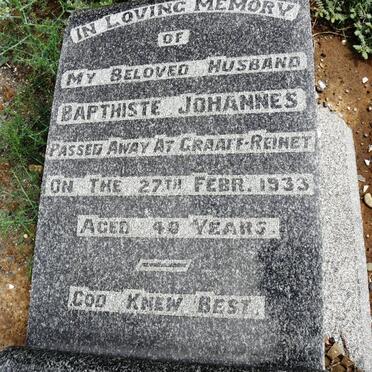 IN LOVING MEMORY
OF
MY BELOVED HUSBAND
BAPTHISTE JOHANNES
PASSED AWAY AT GRAAFF-REINET
ON THE 27TH FEBR. 1933
AGED 48 YEARS.
GOD KNEW BEST.